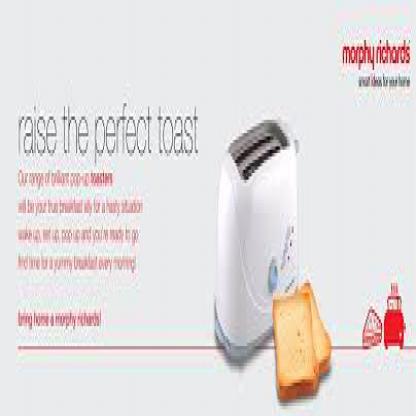 morphy richards
smart ideas for your home
raise the perfect toast
Our range of brilliant pop-up toasters
will be your true breakfast ally for a hasty situation
wake up, set up, pop up and you're ready to go
find time for a yummy breakfast every morning!
bring home a morphy richards!